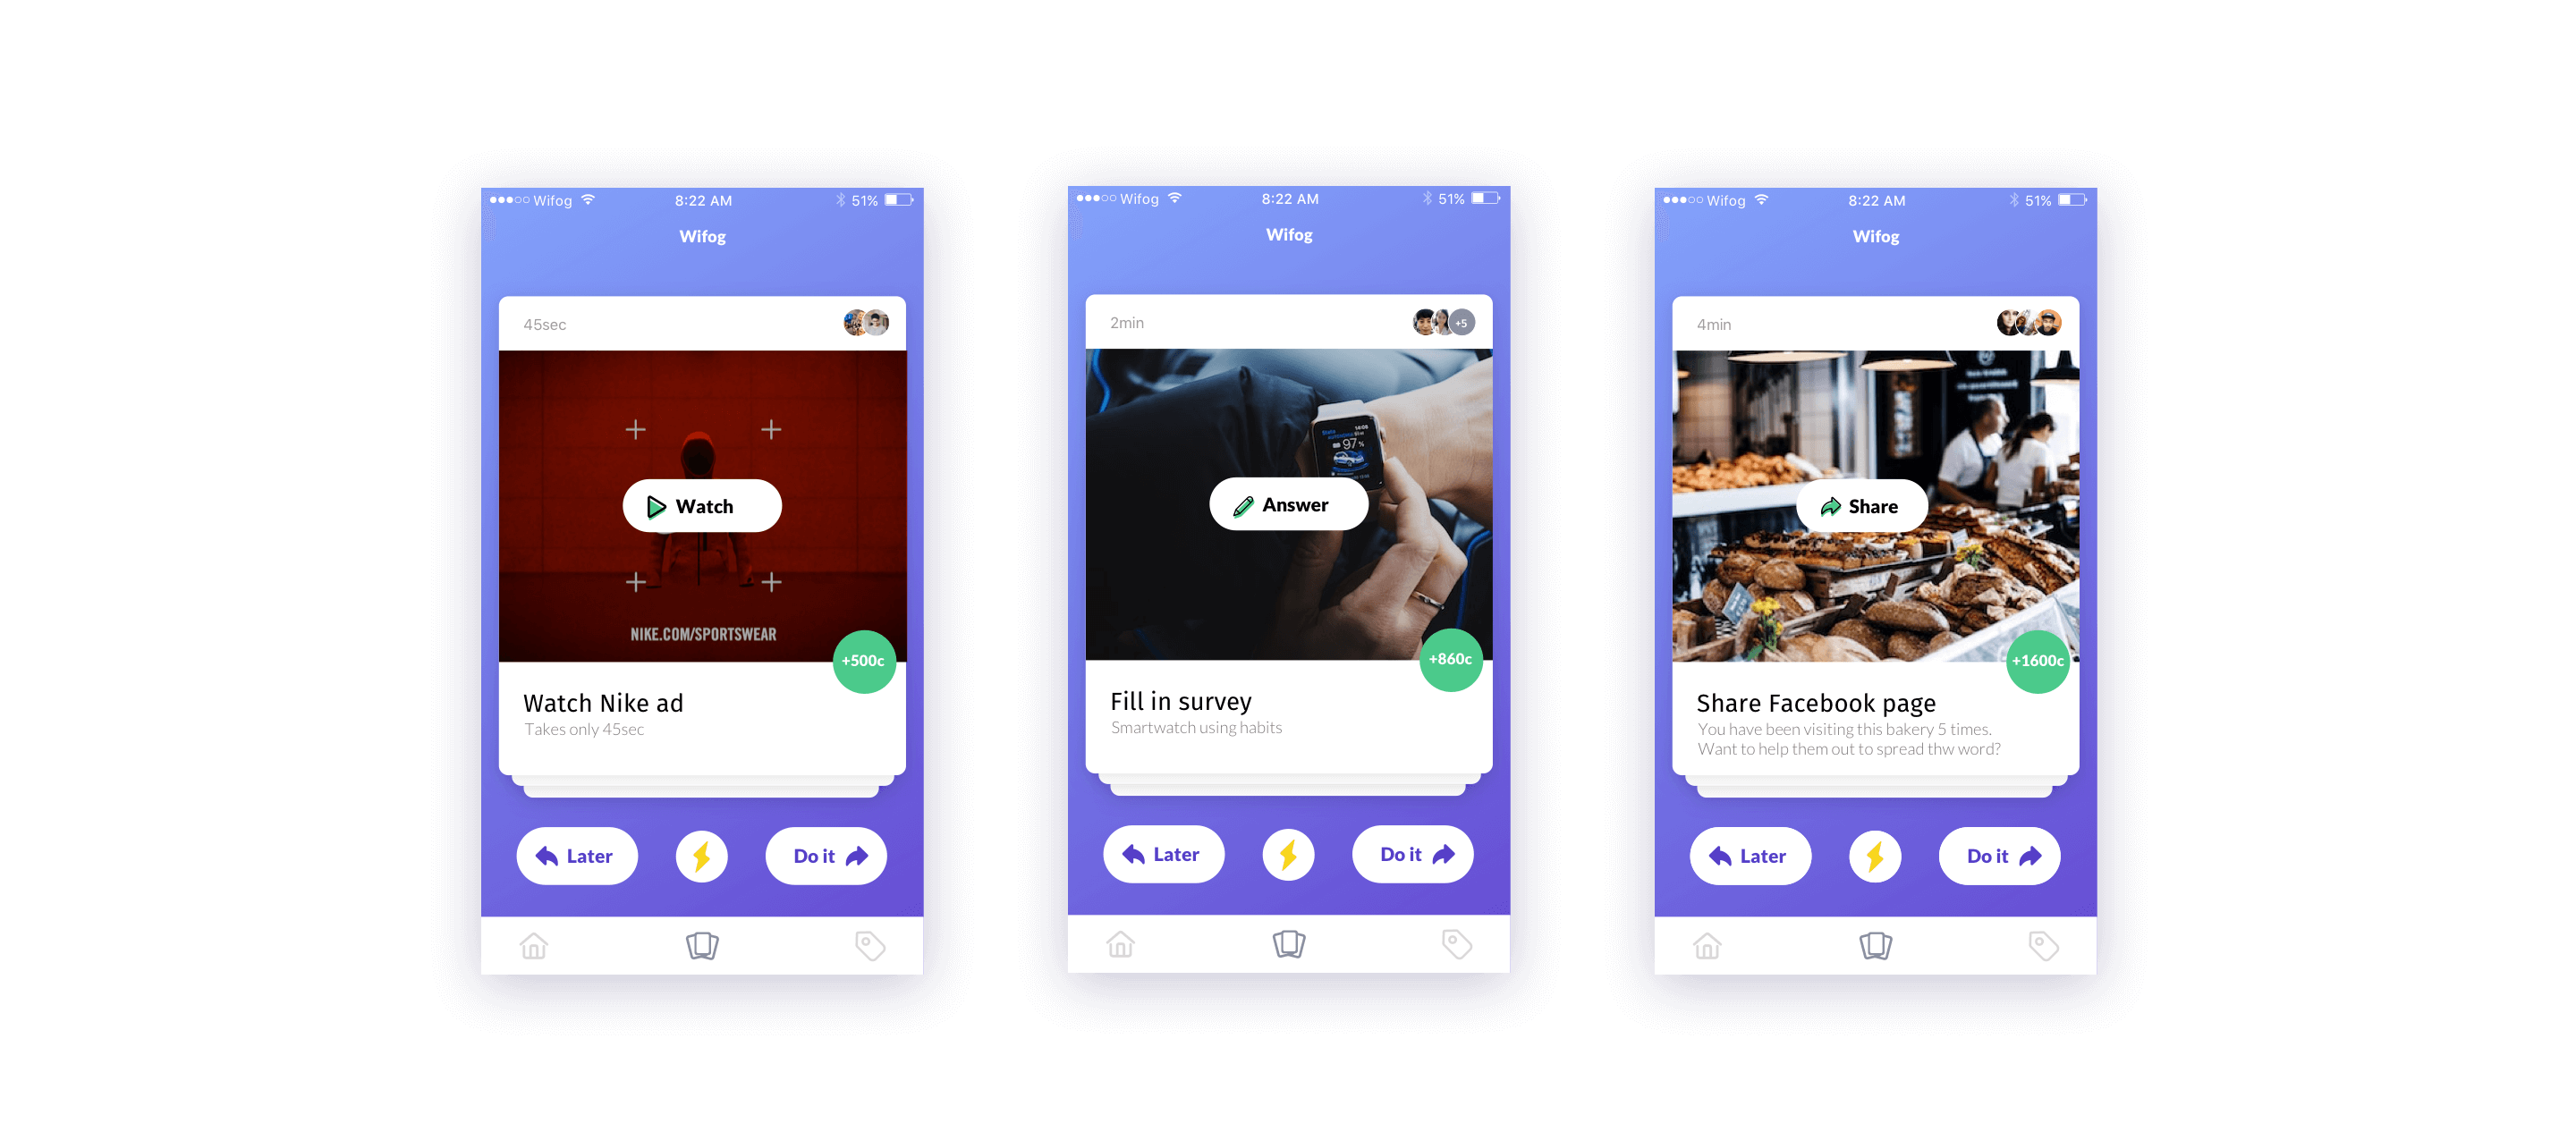 Wifog 8:22 AM 51%
Wifog
45sec
NIKE.COM/SPORTSWEAR
Watch
+500c
Watch Nike ad
Takes only 45sec
Later
Do it
Wifog 8:22 AM 51%
Wifog
2min
+5
14:08
97 %
Answer
+860c
Fill in survey
Smartwatch using habits
Later
Do it
Wifog 8:22 AM 51%
Wifog
4min
Share
+1600c
Share Facebook page
You have been visiting this bakery 5 times.
Want to help them out to spread thw word?
Later
Do it